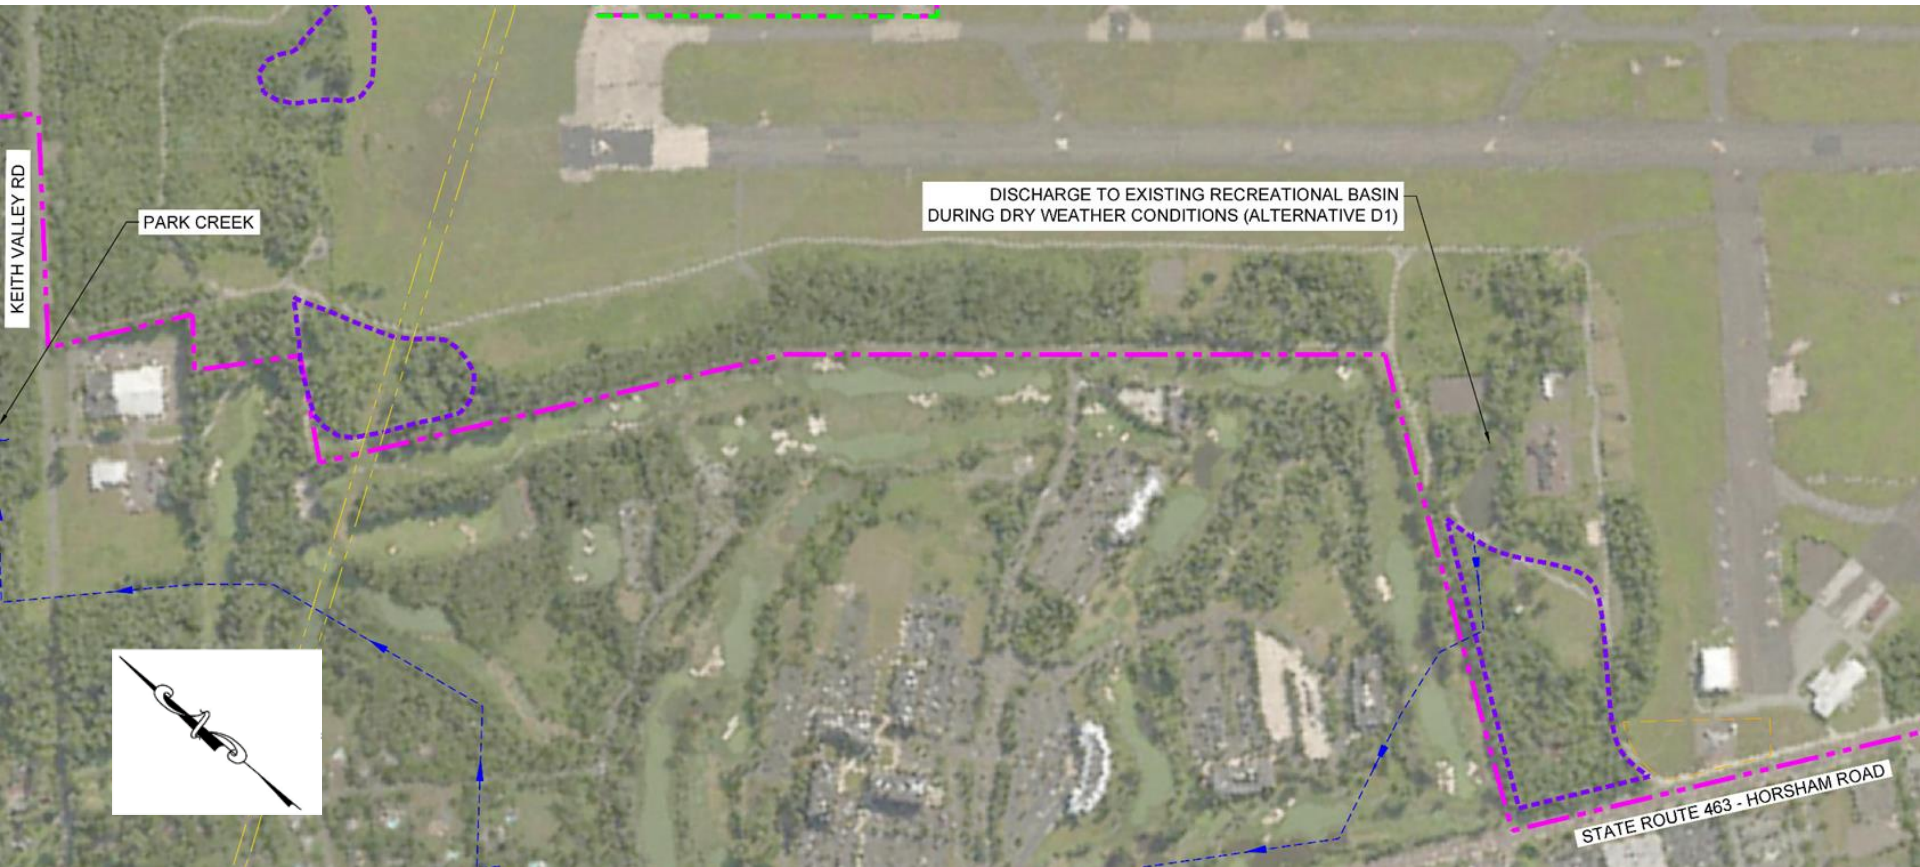 KEITH VALLEY RD
PARK CREEK
DISCHARGE TO EXISTING RECREATIONAL BASIN
DURING DRY WEATHER CONDITIONS (ALTERNATIVE D1)
STATE ROUTE 463 - HORSHAM ROAD